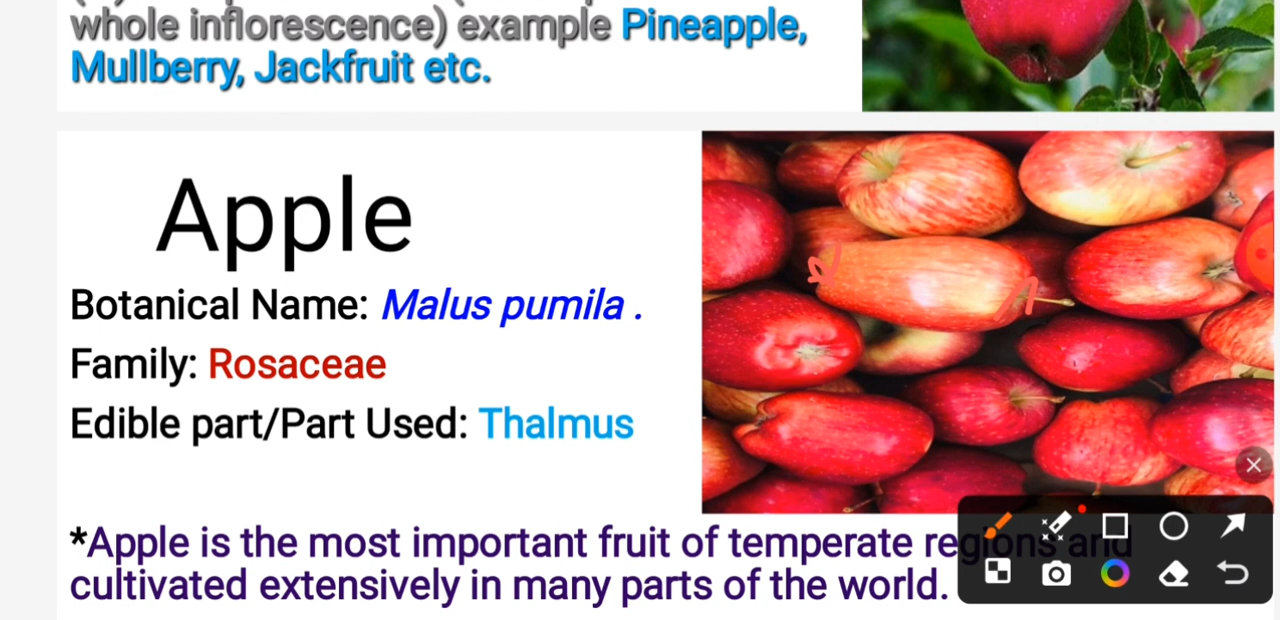 whole inflorescence) example Pineapple,
Mullberry, Jackfruit etc.
Apple
Botanical Name: Malus pumila .
Family: Rosaceae
Edible part/Part Used: Thalmus
*Apple is the most important fruit of temperate regions and
cultivated extensively in many parts of the world.